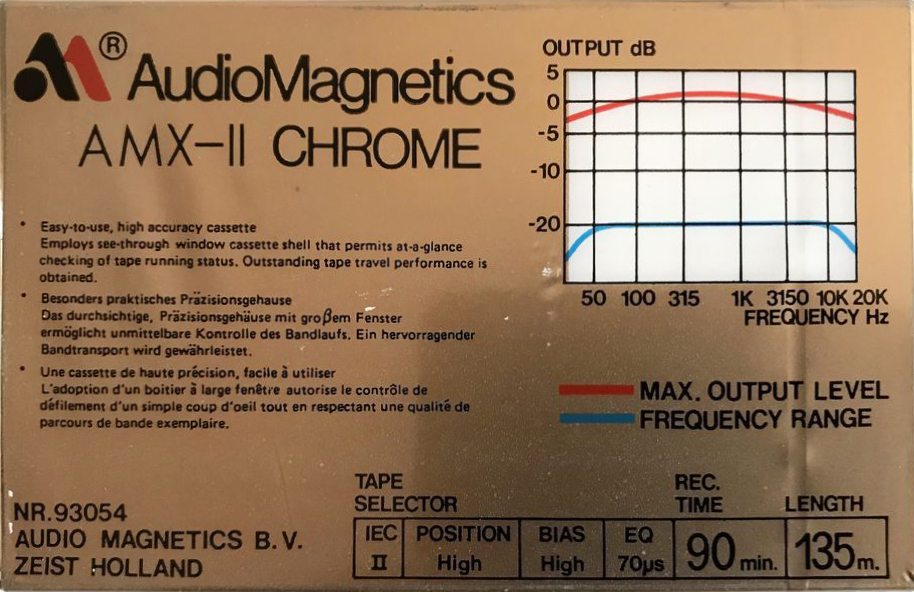 ®
AudioMagnetics
AMX-II CHROME
• Easy-to-use, high accuracy cassette
Employs see-through window cassette shell that permits at-a-glance
checking of tape running status. Outstanding tape travel performance is
obtained.
• Besonders praktisches Präzisionsgehause
Das durchsichtige, Präzisionsgehäuse mit großem Fenster
ermöglicht unmittelbare Kontrolle des Bandlaufs. Ein hervorragender
Bandtransport wird gewährleistet.
• Une cassette de haute précision, facile à utiliser
L'adoption d'un boitier à large fenêtre autorise le contrôle de
défilement d'un simple coup d'oeil tout en respectant une qualité de
parcours de bande exemplaire.
OUTPUT dB
5
0
-5
-10
-20
50 100 315 1K 3150 10K 20K
FREQUENCY Hz
MAX. OUTPUT LEVEL
FREQUENCY RANGE
NR.93054
AUDIO MAGNETICS B.V.
ZEIST HOLLAND
TAPE
SELECTOR
REC.
TIME
LENGTH
IEC POSITION BIAS EQ
II High High 70µs
90 min.
135 m.